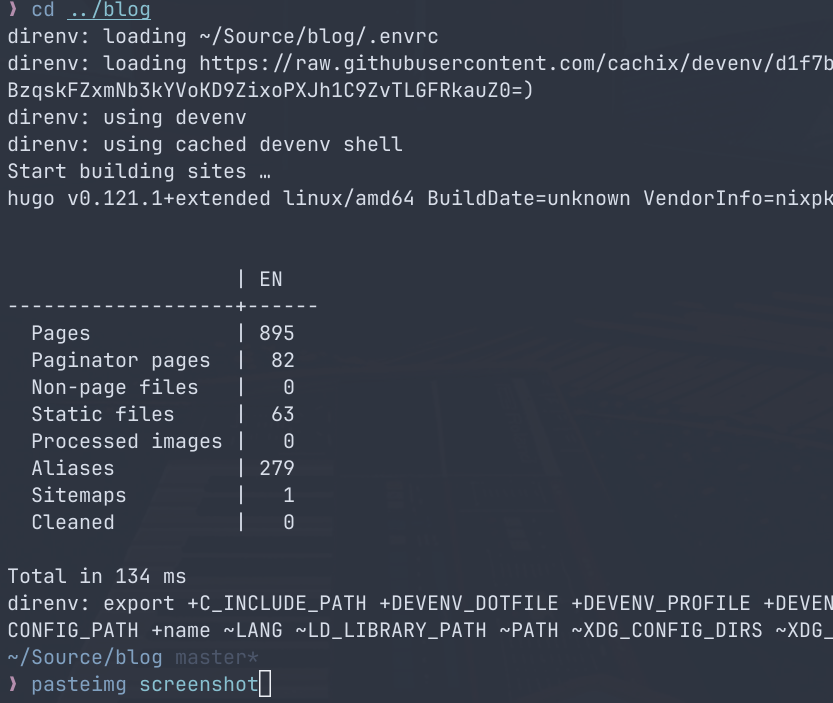 ❯ cd ../blog
direnv: loading ~/Source/blog/.envrc
direnv: loading https://raw.githubusercontent.com/cachix/devenv/d1f7b
BzqskFZxmNb3kYVoKD9ZixoPXJh1C9ZvTLGFRkauZ0=)
direnv: using devenv
direnv: using cached devenv shell
Start building sites …
hugo v0.121.1+extended linux/amd64 BuildDate=unknown VendorInfo=nixpk
                   | EN
-------------------+------
  Pages            | 895
  Paginator pages  |  82
  Non-page files   |   0
  Static files     |  63
  Processed images |   0
  Aliases          | 279
  Sitemaps         |   1
  Cleaned          |   0
Total in 134 ms
direnv: export +C_INCLUDE_PATH +DEVENV_DOTFILE +DEVENV_PROFILE +DEVEN
CONFIG_PATH +name ~LANG ~LD_LIBRARY_PATH ~PATH ~XDG_CONFIG_DIRS ~XDG_
~/Source/blog master*
❯ pasteimg screenshot